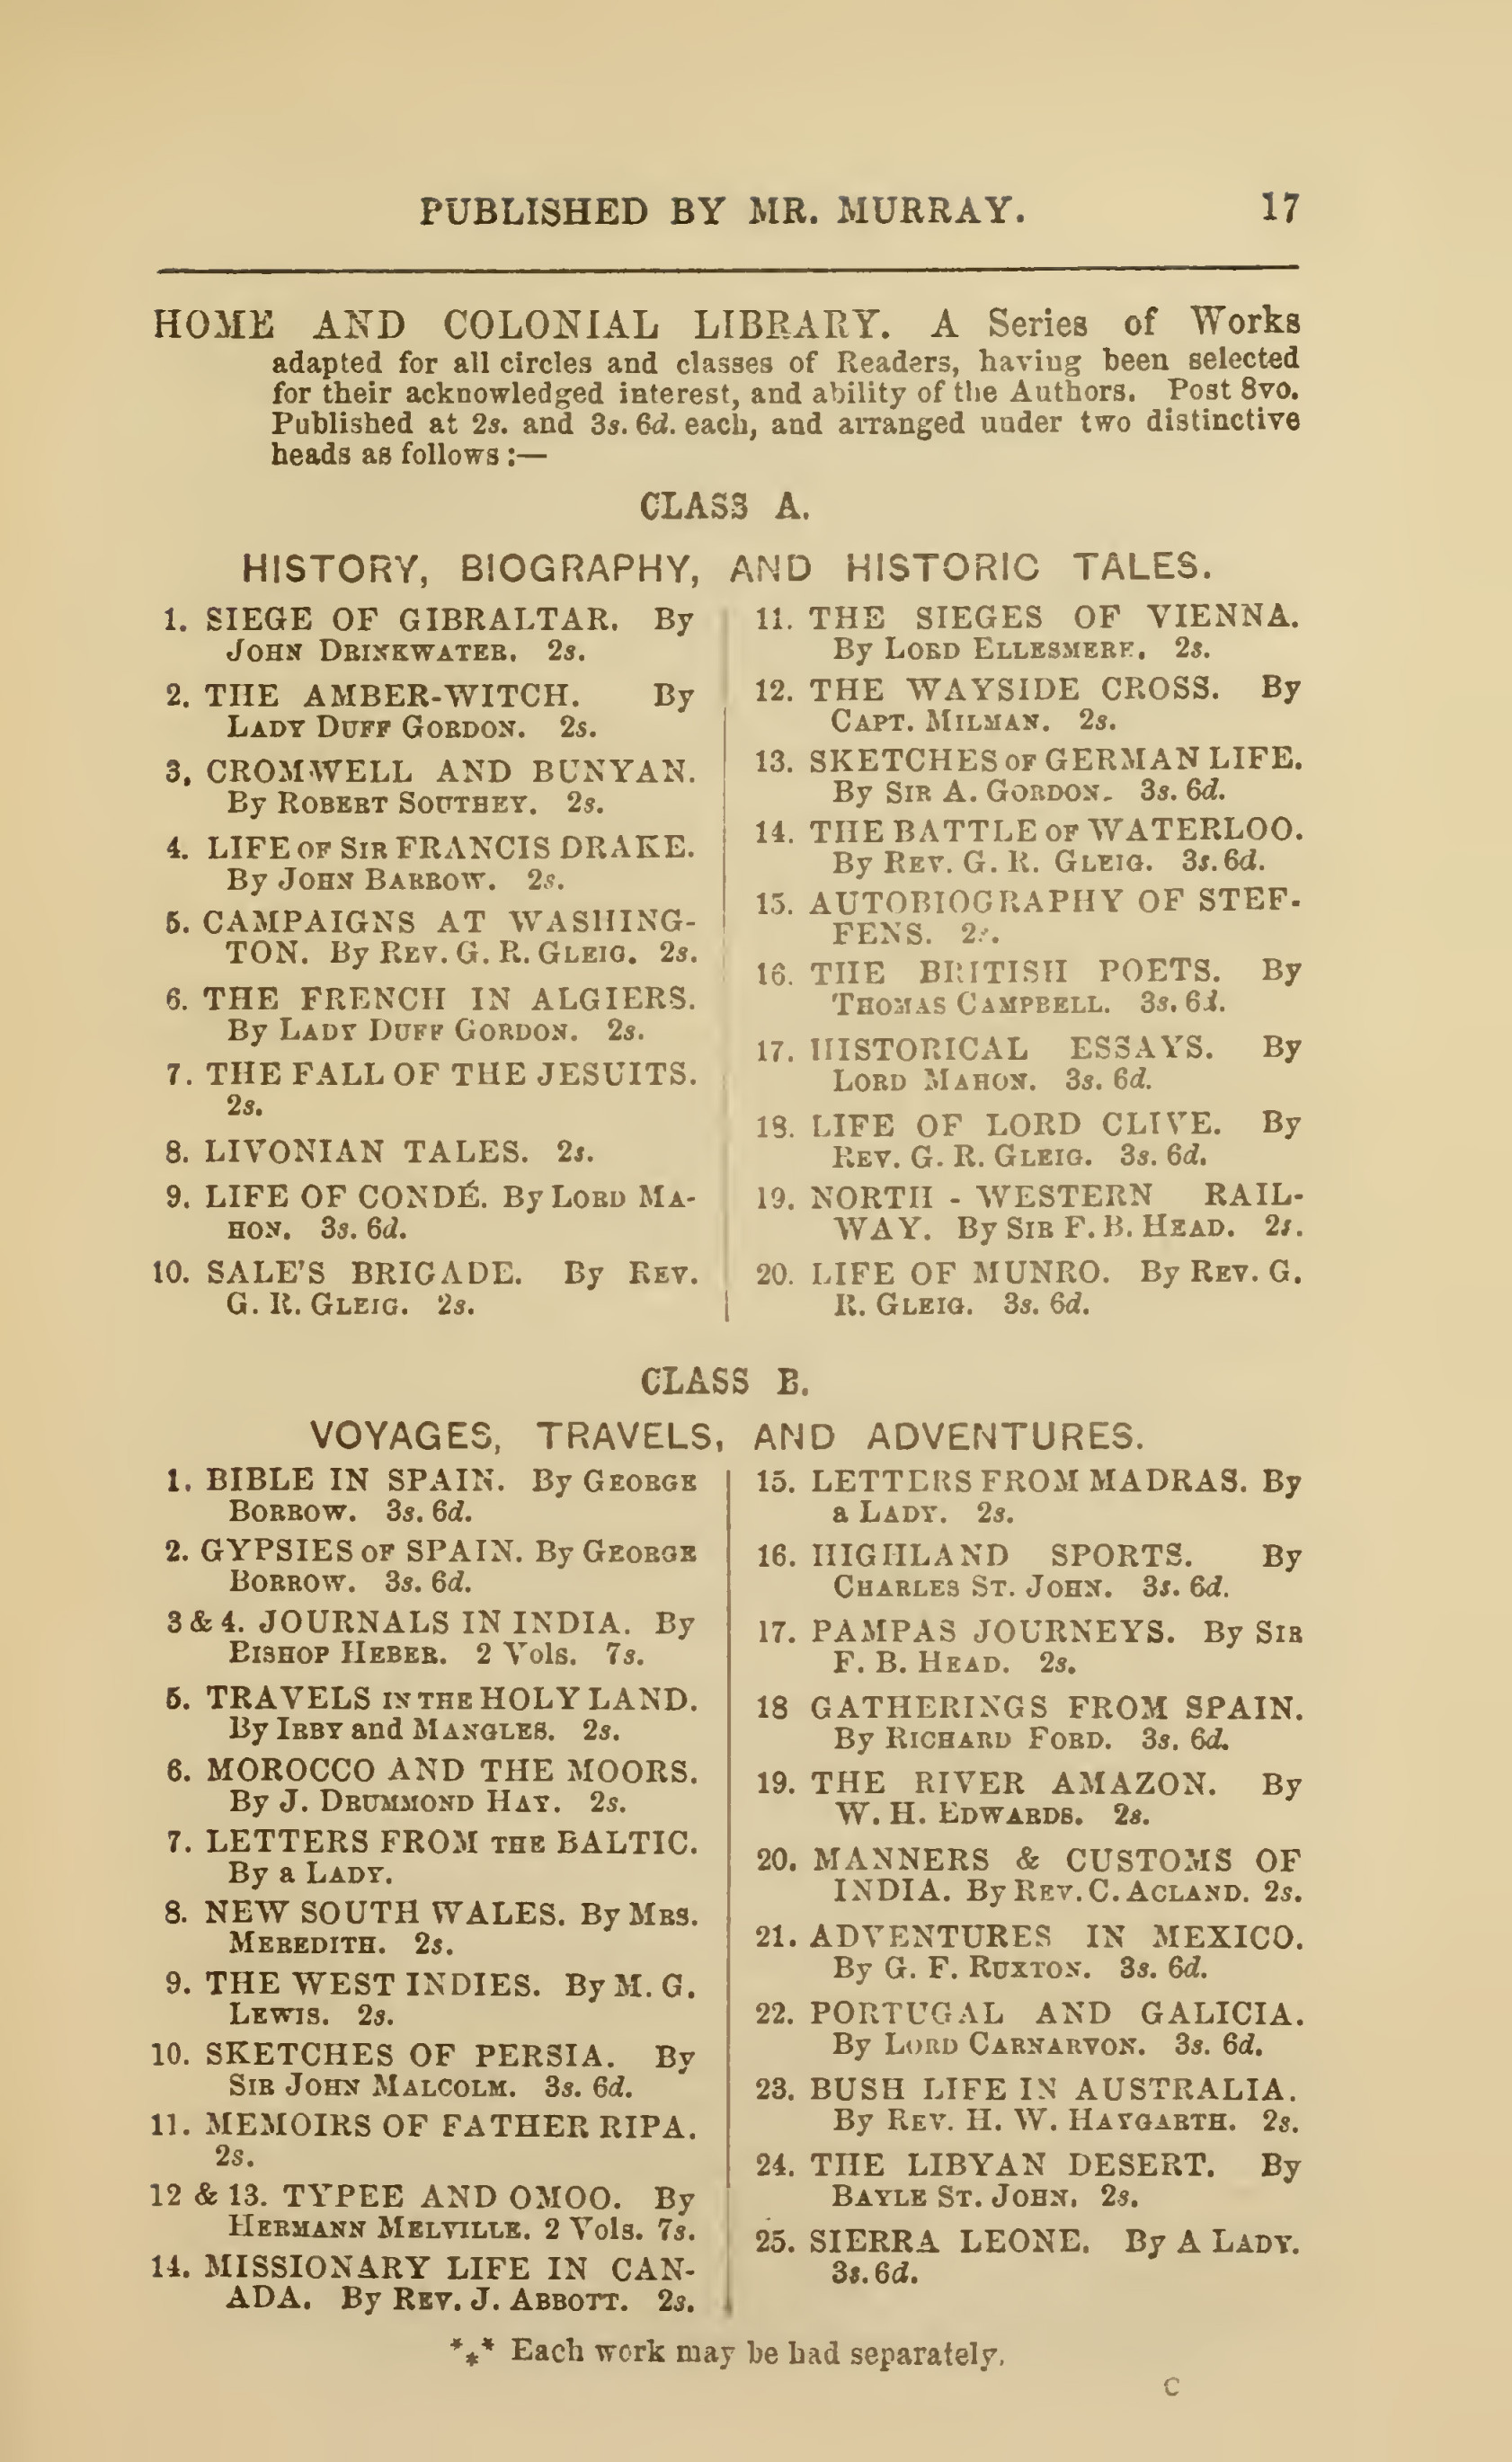 PUBLISHED BY MR. MURRAY. 17
HOME AND COLONIAL LIBRARY. A Series of Works
adapted for all circles and classes of Readers, having been selected
for their acknowledged interest, and ability of the Authors. Post 8vo.
Published at 2s. and 3s. 6d. each, and arranged under two distinctive
heads as follows:—
CLASS A.
HISTORY, BIOGRAPHY, AND HISTORIC TALES.
1. SIEGE OF GIBRALTAR. By
JOHN DRINKWATER. 2s.
2. THE AMBER-WITCH. By
LADY DUFF GORDON. 2s.
3. CROMWELL AND BUNYAN.
By ROBERT SOUTHEY. 2s.
4. LIFE OF SIR FRANCIS DRAKE.
By JOHN BARROW. 2s.
5. CAMPAIGNS AT WASHING-
TON. By REV. G. R. GLEIG. 2s.
6. THE FRENCH IN ALGIERS.
By LADY DUFF GORDON. 2s.
7. THE FALL OF THE JESUITS.
2s.
8. LIVONIAN TALES. 2s.
9. LIFE OF CONDÉ. By LORD MA-
HON. 3s. 6d.
10. SALE'S BRIGADE. By REV.
G. R. GLEIG. 2s.
11. THE SIEGES OF VIENNA.
By LORD ELLESMERE. 2s.
12. THE WAYSIDE CROSS. By
CAPT. MILMAN. 2s.
13. SKETCHES OF GERMAN LIFE.
By SIR A. GORDON. 3s. 6d.
14. THE BATTLE OF WATERLOO.
By REV. G. R. GLEIG. 3s. 6d.
15. AUTOBIOGRAPHY OF STEF-
FENS. 2s.
16. THE BRITISH POETS. By
THOMAS CAMPBELL. 3s. 6d.
17. HISTORICAL ESSAYS. By
LORD MAHON. 3s. 6d.
18. LIFE OF LORD CLIVE. By
REV. G. R. GLEIG. 3s. 6d.
19. NORTH - WESTERN RAIL-
WAY. By SIR F. B. HEAD. 2s.
20. LIFE OF MUNRO. By REV. G.
R. GLEIG. 3s. 6d.
CLASS B.
VOYAGES, TRAVELS, AND ADVENTURES.
1. BIBLE IN SPAIN. By GEORGE
BORROW. 3s. 6d.
2. GYPSIES OF SPAIN. By GEORGE
BORROW. 3s. 6d.
3 & 4. JOURNALS IN INDIA. By
BISHOP HEBER. 2 Vols. 7s.
5. TRAVELS IN THE HOLY LAND.
By IRBY and MANGLES. 2s.
6. MOROCCO AND THE MOORS.
By J. DRUMMOND HAY. 2s.
7. LETTERS FROM THE BALTIC.
By a LADY.
8. NEW SOUTH WALES. By MRS.
MEREDITH. 2s.
9. THE WEST INDIES. By M. G.
LEWIS. 2s.
10. SKETCHES OF PERSIA. By
SIR JOHN MALCOLM. 3s. 6d.
11. MEMOIRS OF FATHER RIPA.
2s.
12 & 13. TYPEE AND OMOO. By
HERMANN MELVILLE. 2 Vols. 7s.
14. MISSIONARY LIFE IN CAN-
ADA. By REV. J. ABBOTT. 2s.
15. LETTERS FROM MADRAS. By
a LADY. 2s.
16. HIGHLAND SPORTS. By
CHARLES ST. JOHN. 3s. 6d.
17. PAMPAS JOURNEYS. By SIR
F. B. HEAD. 2s.
18 GATHERINGS FROM SPAIN.
By RICHARD FORD. 3s. 6d.
19. THE RIVER AMAZON. By
W. H. EDWARDS. 2s.
20. MANNERS & CUSTOMS OF
INDIA. By REV. C. ACLAND. 2s.
21. ADVENTURES IN MEXICO.
By G. F. RUXTON. 3s. 6d.
22. PORTUGAL AND GALICIA.
By LORD CARNARVON. 3s. 6d.
23. BUSH LIFE IN AUSTRALIA.
By REV. H. W. HAYGARTH. 2s.
24. THE LIBYAN DESERT. By
BAYLE ST. JOHN. 2s.
25. SIERRA LEONE. By A LADY.
3s. 6d.
*⁎* Each work may be had separately.
C